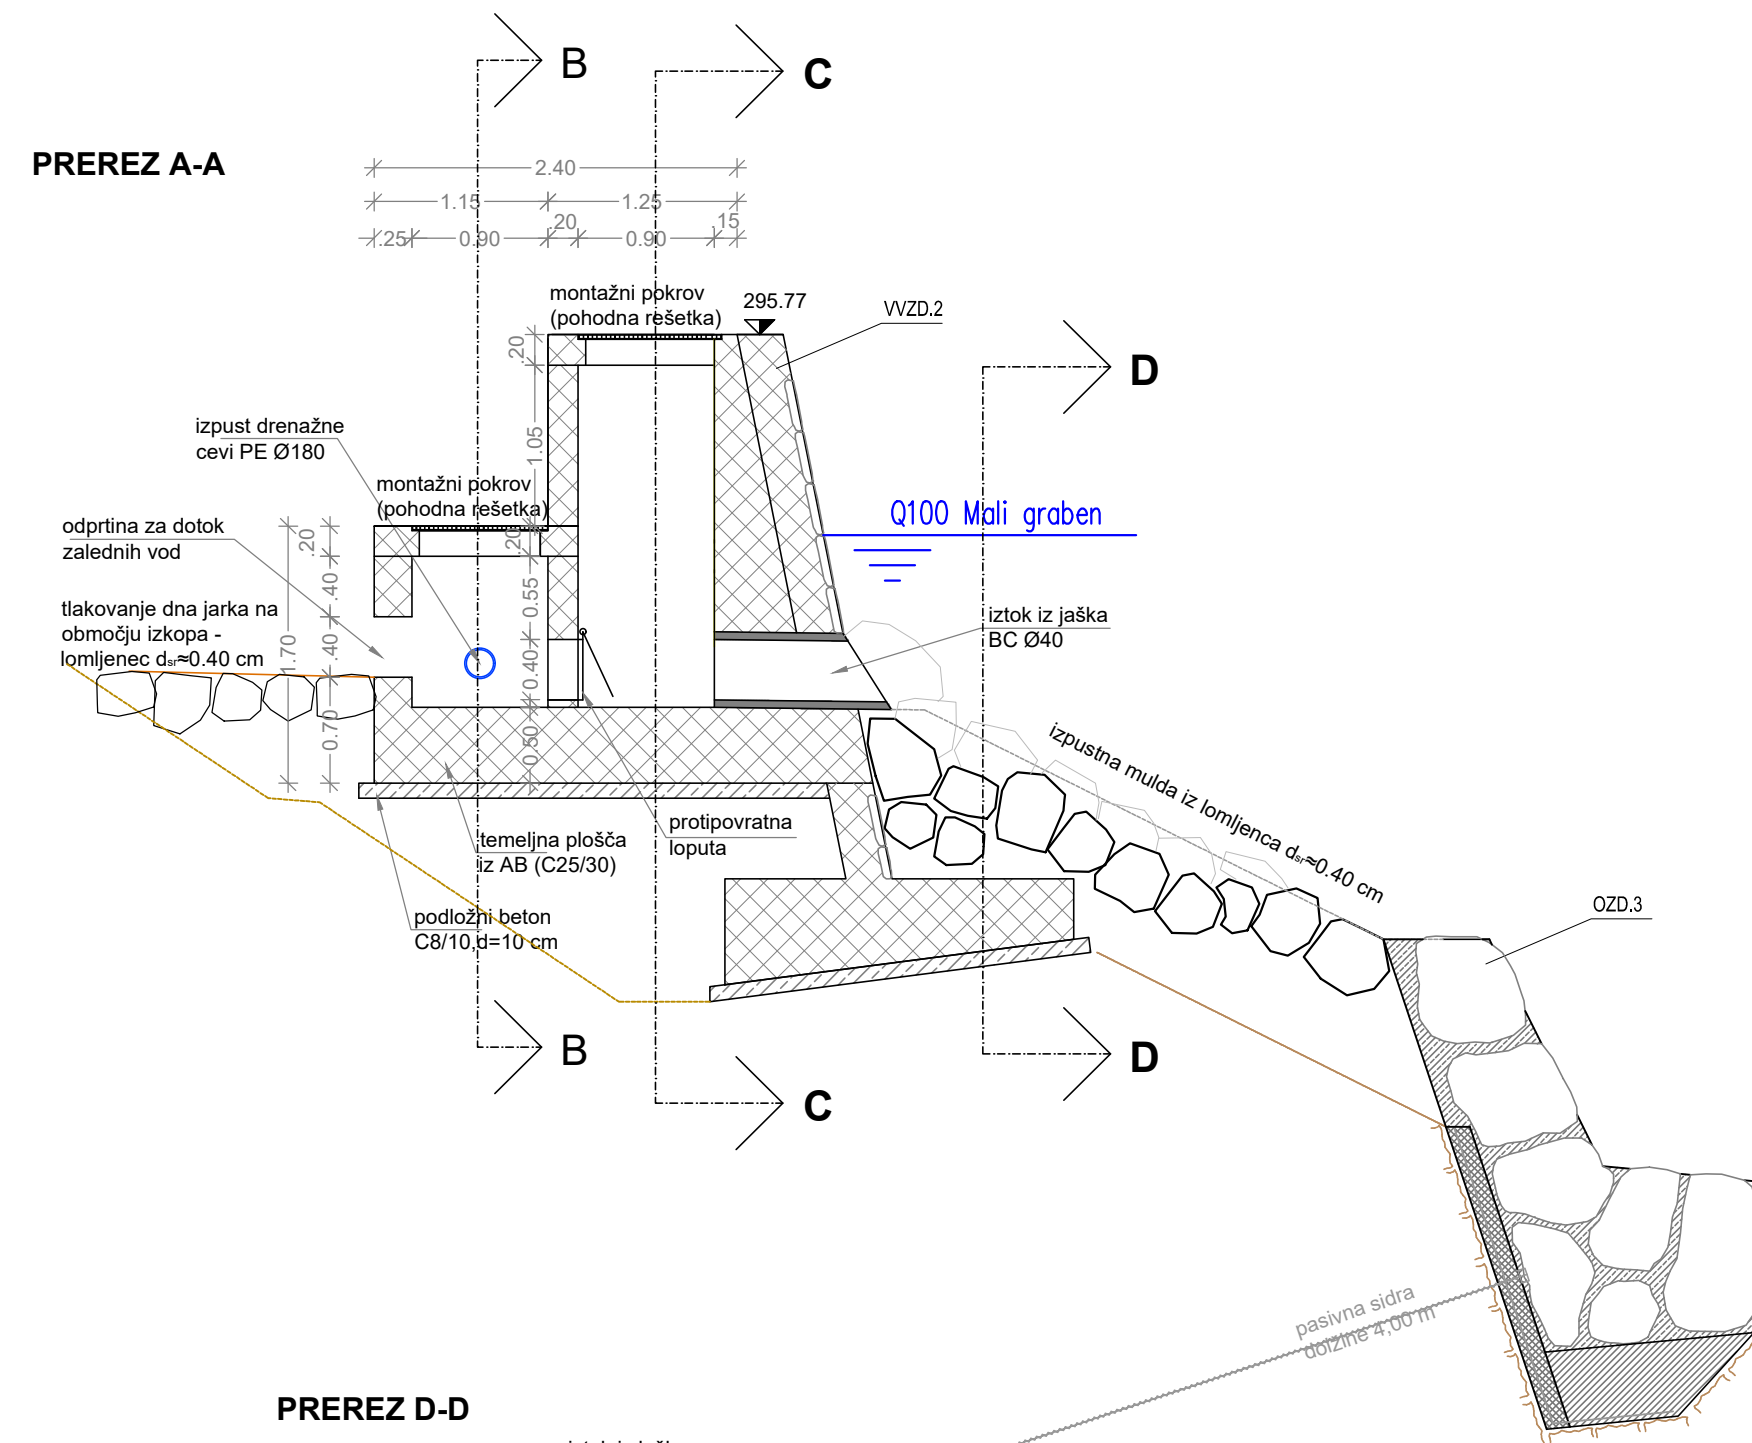 B
C
PREREZ A-A
2.40
1.15
1.25
.20
.15
.25
0.90
0.90
montažni pokrov
(pohodna rešetka)
295.77
VVZD.2
.20
D
izpust drenažne
cevi PE Ø180
1.05
montažni pokrov
(pohodna rešetka)
Q100 Mali graben
odprtina za dotok
zalednih vod
.20
.20
.40
0.55
tlakovanje dna jarka na
območju izkopa -
lomljenec dsr≈0.40 cm
1.70
.40
0.40
iztok iz jaška
BC Ø40
0.70
0.50
izpustna mulda iz lomljenca dsr≈0.40 cm
temeljna plošča
iz AB (C25/30)
protipovratna
loputa
podložni beton
C8/10,d=10 cm
OZD.3
B
D
C
pasivna sidra
dolžine 4,00 m
PREREZ D-D